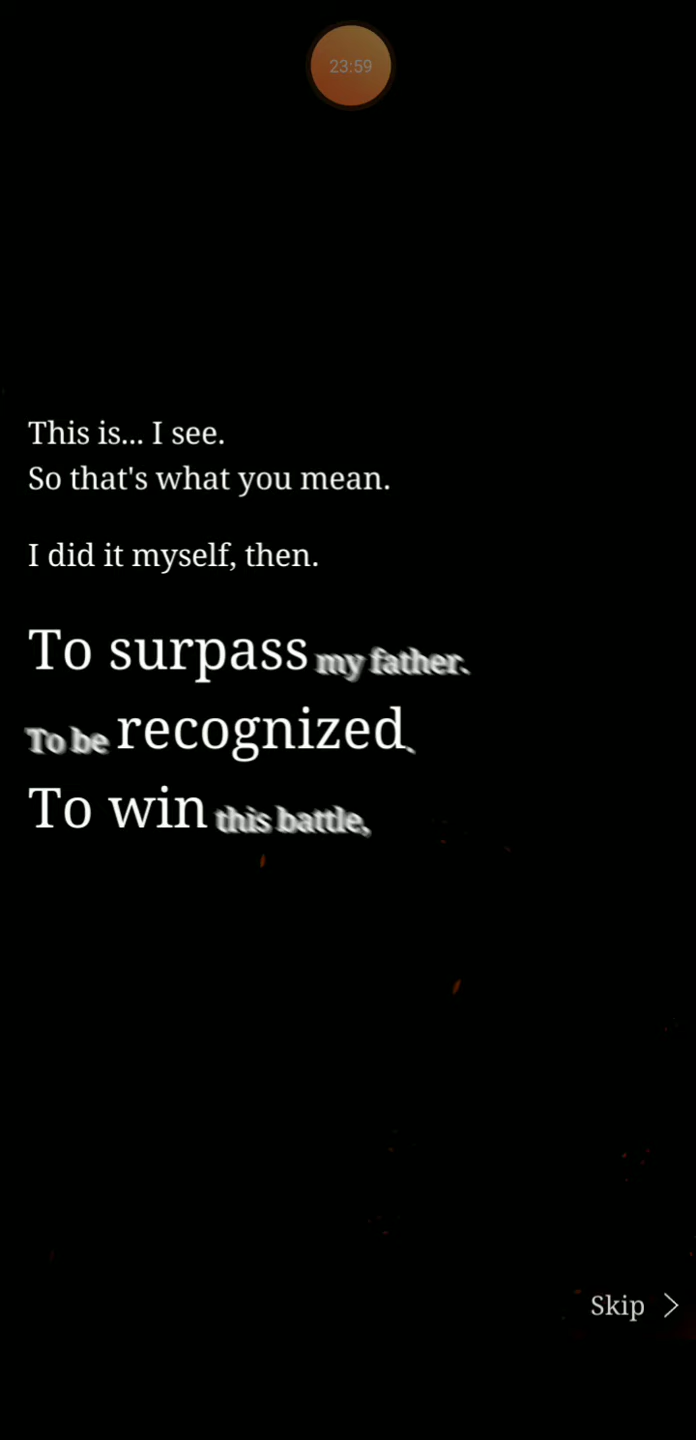 23:59
This is... I see.
So that's what you mean.
I did it myself, then.
To surpass my father.
To be recognized.
To win this battle,
Skip